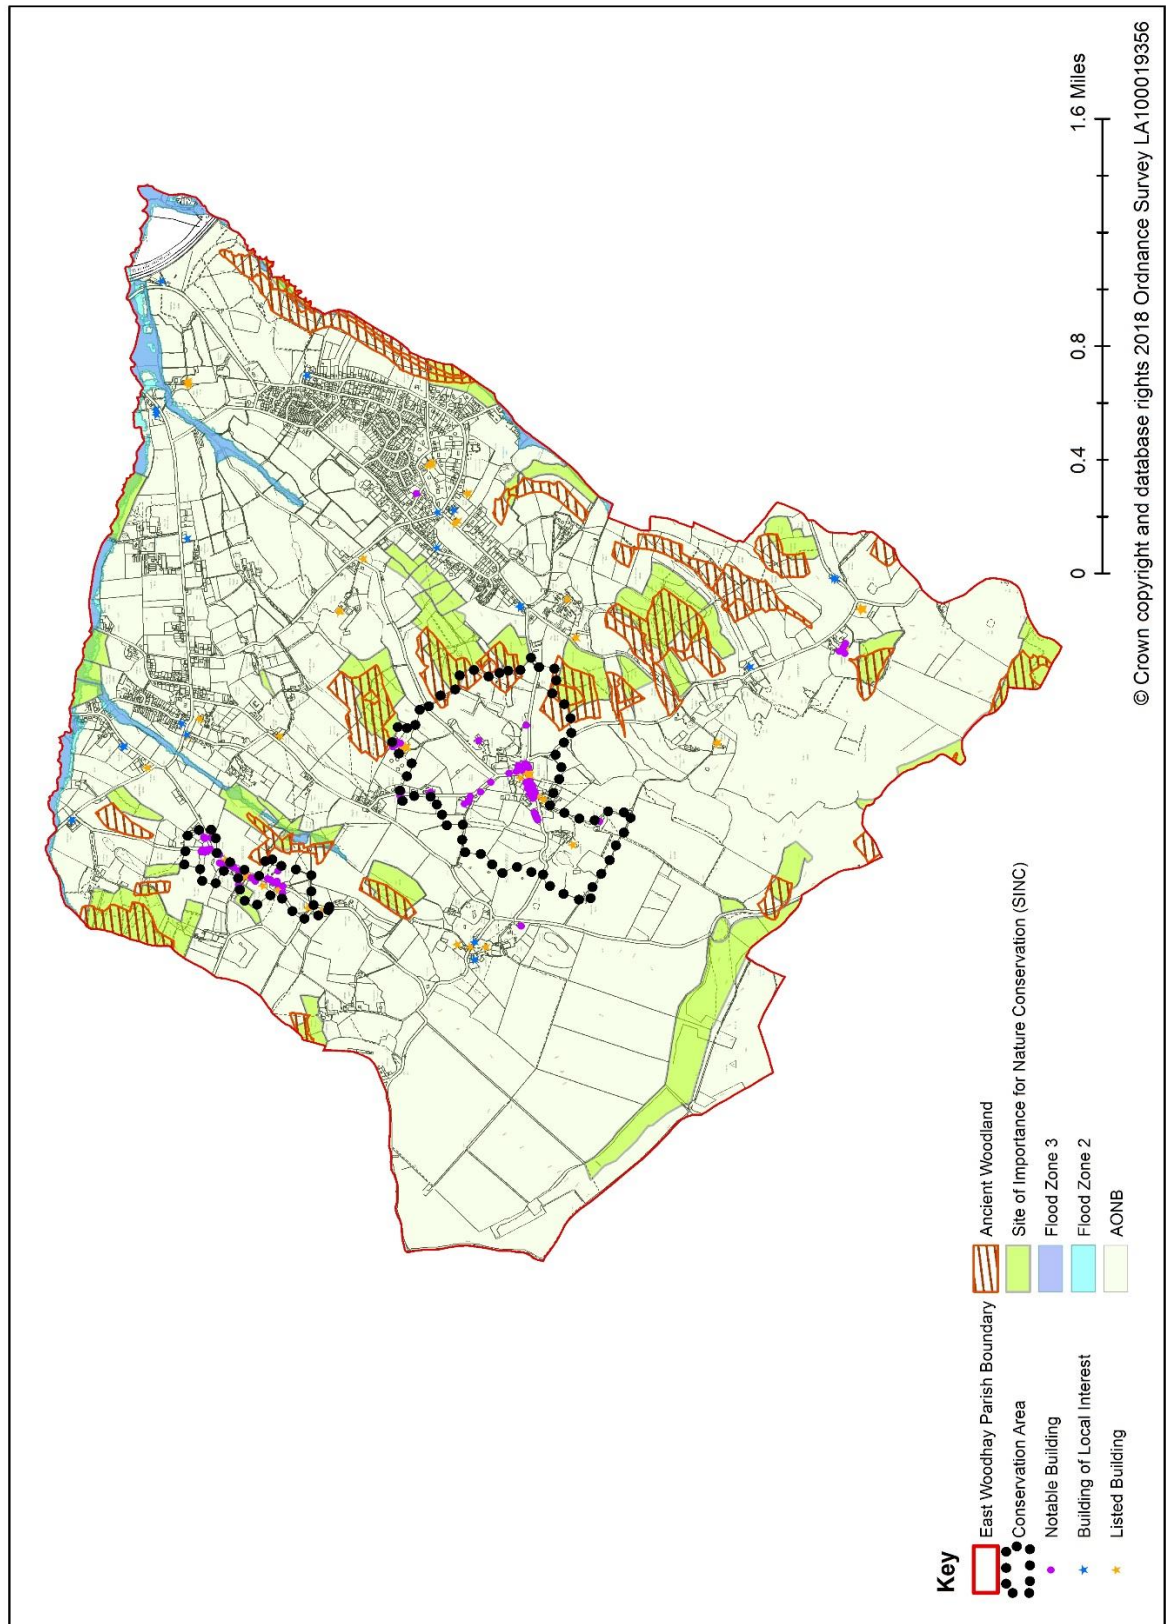 Key
East Woodhay Parish Boundary
Conservation Area
Notable Building
Building of Local Interest
Listed Building
Ancient Woodland
Site of Importance for Nature Conservation (SINC)
Flood Zone 3
Flood Zone 2
AONB
0 0.4 0.8 1.6 Miles
© Crown copyright and database rights 2018 Ordnance Survey LA100019356